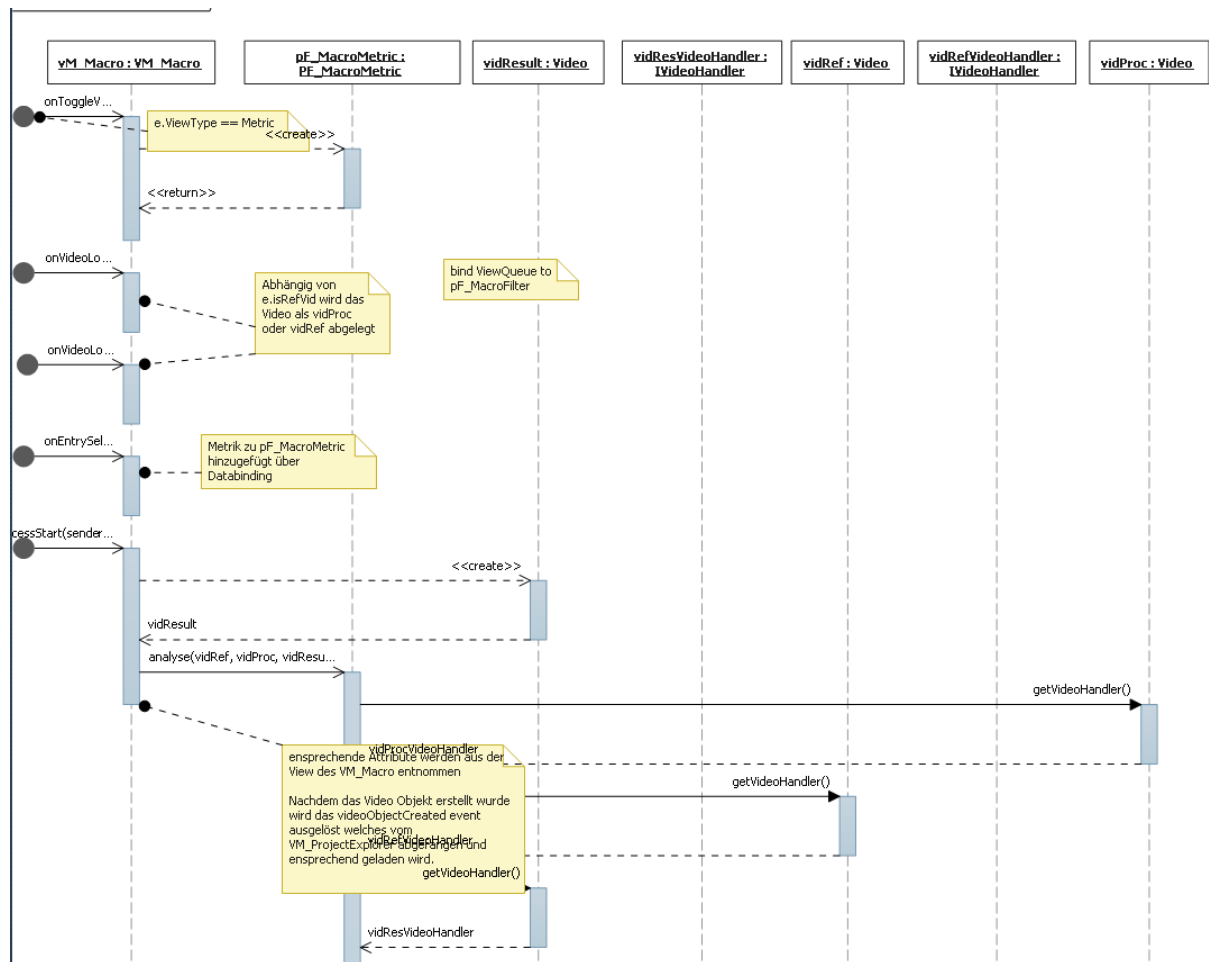 vM_Macro : VM_Macro
pF_MacroMetric :
PF_MacroMetric
vidResult : Video
vidResVideoHandler :
IVideoHandler
vidRef : Video
vidRefVideoHandler :
IVideoHandler
vidProc : Video
onToggleV...
e.ViewType == Metric
<<create>>
<<return>>
onVideoLo...
Abhängig von
e.isRefVid wird das
Video als vidProc
oder vidRef abgelegt
bind ViewQueue to
pF_MacroFilter
onVideoLo...
onEntrySel...
Metrik zu pF_MacroMetric
hinzugefügt über
Databinding
cessStart(sender...
<<create>>
vidResult
analyse(vidRef, vidProc, vidResu...
getVideoHandler()
vidProcVideoHandler
ensprechende Attribute werden aus der
View des VM_Macro entnommen
getVideoHandler()
Nachdem das Video Objekt erstellt wurde
wird das videoObjectCreated event
ausgelöst welches vom
vidRefVideoHandler
VM_ProjectExplorer abgefangen und
ensprechend geladen wird.
getVideoHandler()
vidResVideoHandler